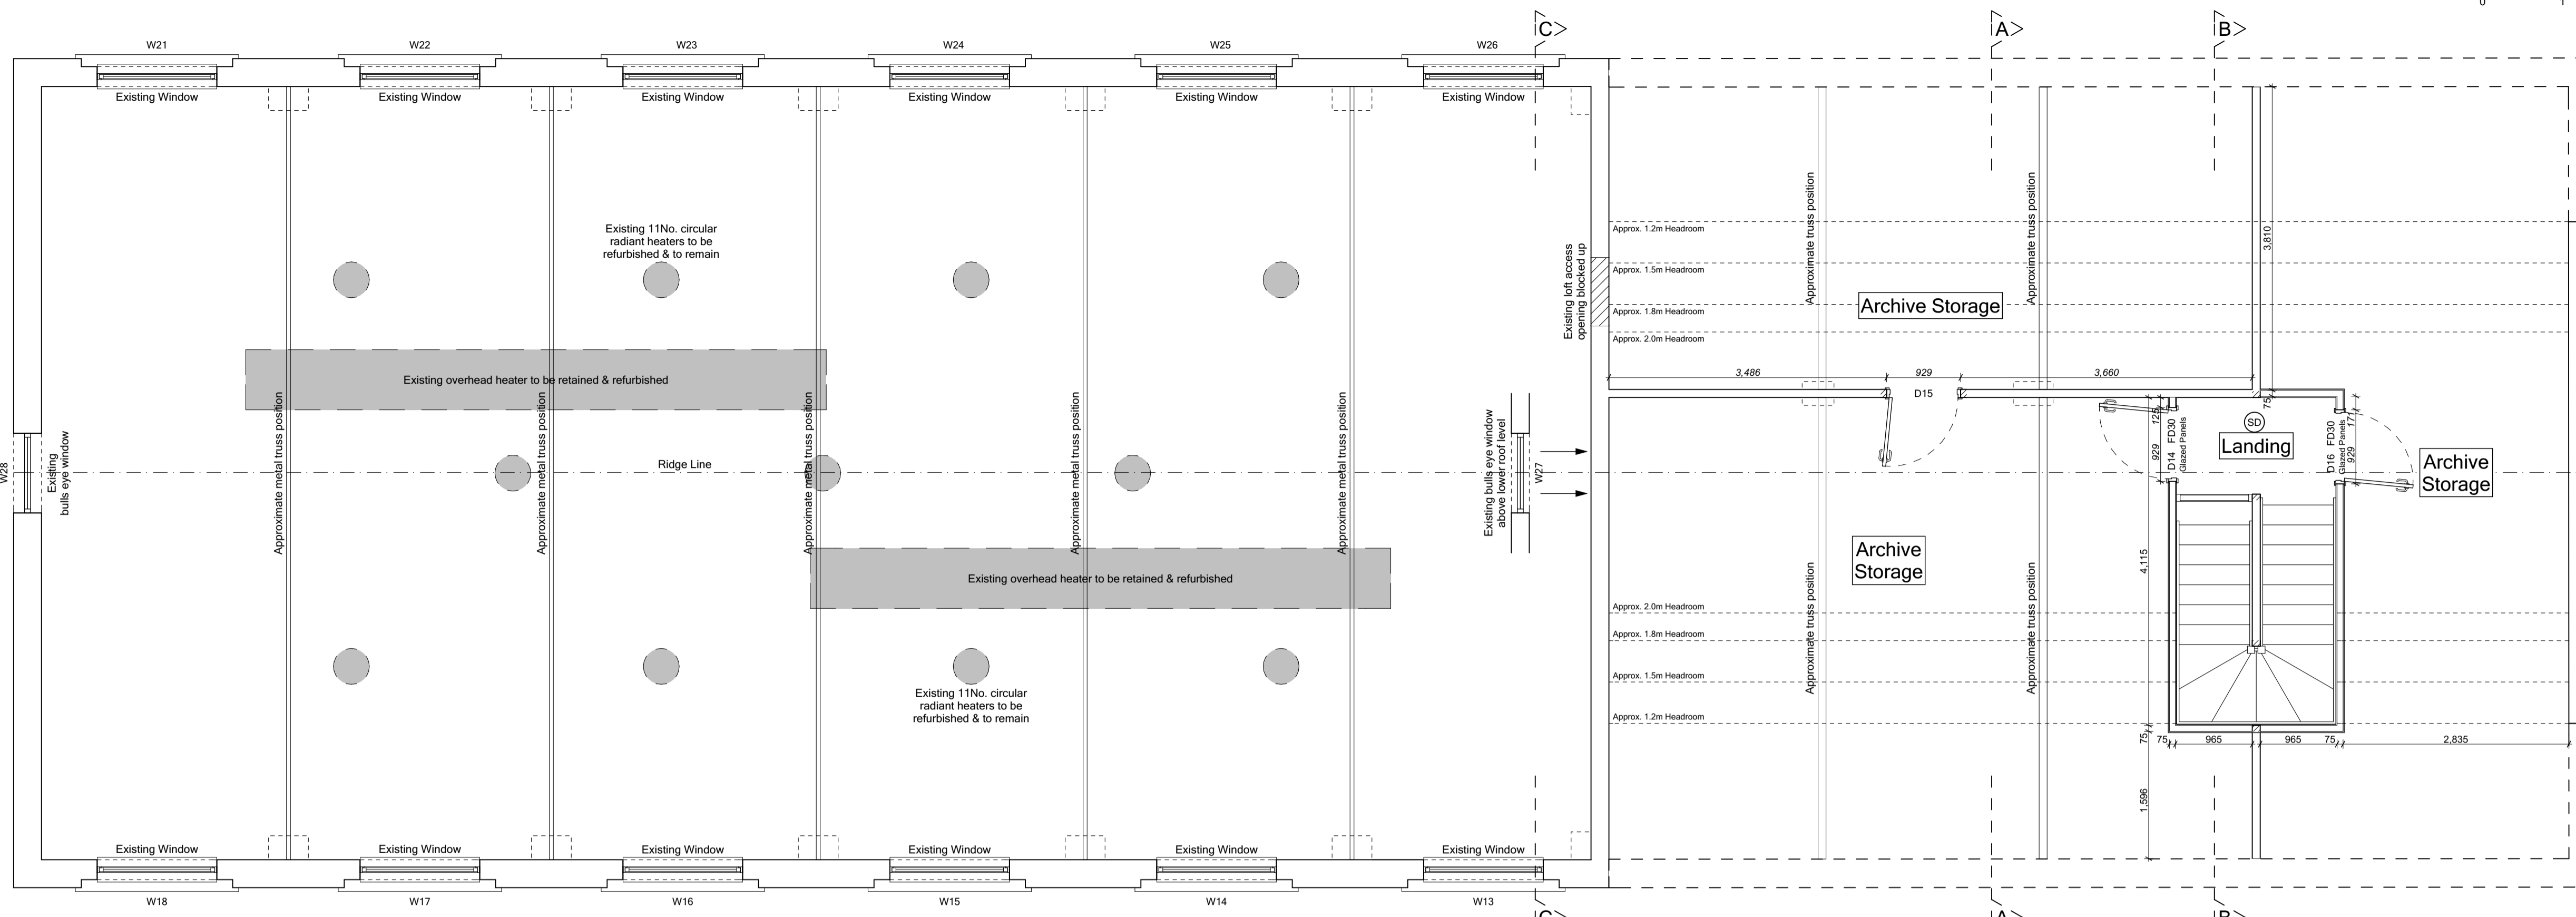 0 1
C> A> B>
W21 W22 W23 W24 W25 W26
Existing Window Existing Window Existing Window Existing Window Existing Window Existing Window
Existing 11No. circular
radiant heaters to be
refurbished & to remain
Existing overhead heater to be retained & refurbished
Approximate metal truss position
Approximate metal truss position
Approximate metal truss position
Approximate metal truss position
Approximate metal truss position
W28
Existing
bulls eye window
Ridge Line
Existing overhead heater to be retained & refurbished
Existing 11No. circular
radiant heaters to be
refurbished & to remain
Existing bulls eye window
above lower roof level
W27
Existing loft access
opening blocked up
Existing Window Existing Window Existing Window Existing Window Existing Window Existing Window
W18 W17 W16 W15 W14 W13
Approx. 1.2m Headroom
Approx. 1.5m Headroom
Approx. 1.8m Headroom
Approx. 2.0m Headroom
Approximate truss position
Approximate truss position
Archive Storage
3,810
3,486 929 3,660
D15
75
125
929
D14 FD30
Glazed Panels
SD
Landing
D16 FD30
Glazed Panels
171
929
Archive
Storage
Archive
Storage
4,115
Approx. 2.0m Headroom
Approx. 1.8m Headroom
Approx. 1.5m Headroom
Approx. 1.2m Headroom
Approximate truss position
Approximate truss position
75 75 965 965 75 2,835
1,596
C> A> B>